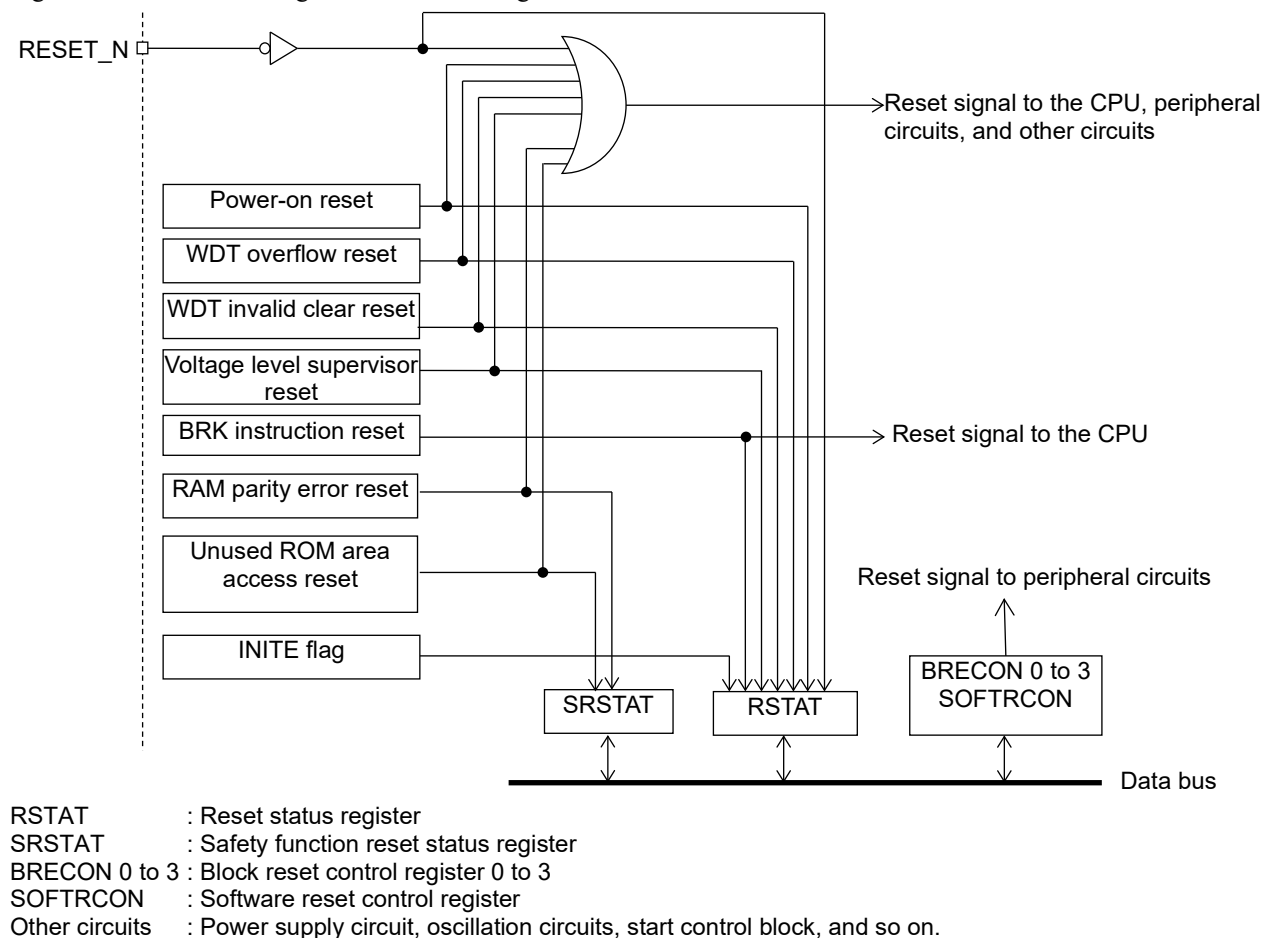 RESET_N
Reset signal to the CPU, peripheral
circuits, and other circuits
Power-on reset
WDT overflow reset
WDT invalid clear reset
Voltage level supervisor
reset
BRK instruction reset
Reset signal to the CPU
RAM parity error reset
Unused ROM area
access reset
Reset signal to peripheral circuits
INITE flag
BRECON 0 to 3
SOFTRCON
SRSTAT
RSTAT
Data bus
RSTAT : Reset status register
SRSTAT : Safety function reset status register
BRECON 0 to 3 : Block reset control register 0 to 3
SOFTRCON : Software reset control register
Other circuits : Power supply circuit, oscillation circuits, start control block, and so on.